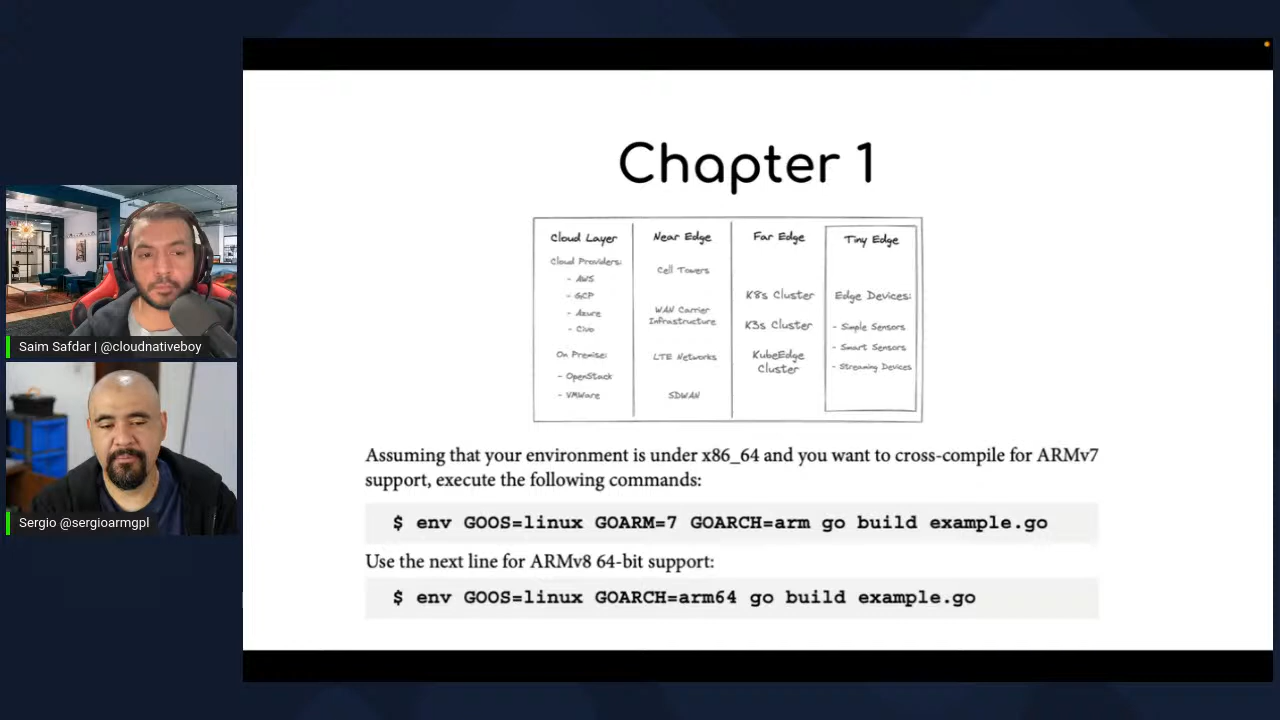 Chapter 1
Cloud Layer
Cloud Providers:
- AWS
- GCP
- Azure
- Civo
On Premise:
- OpenStack
- VMWare
Near Edge
Cell Towers
WAN Carrier
Infrastructure
LTE Networks
SDWAN
Far Edge
K8s Cluster
K3s Cluster
KubeEdge
Cluster
Tiny Edge
Edge Devices:
- Simple Sensors
- Smart Sensors
- Streaming Devices
Assuming that your environment is under x86_64 and you want to cross-compile for ARMv7
support, execute the following commands:
$ env GOOS=linux GOARM=7 GOARCH=arm go build example.go
Use the next line for ARMv8 64-bit support:
$ env GOOS=linux GOARCH=arm64 go build example.go
Saim Safdar | @cloudnativeboy
Sergio @sergioarmgpl